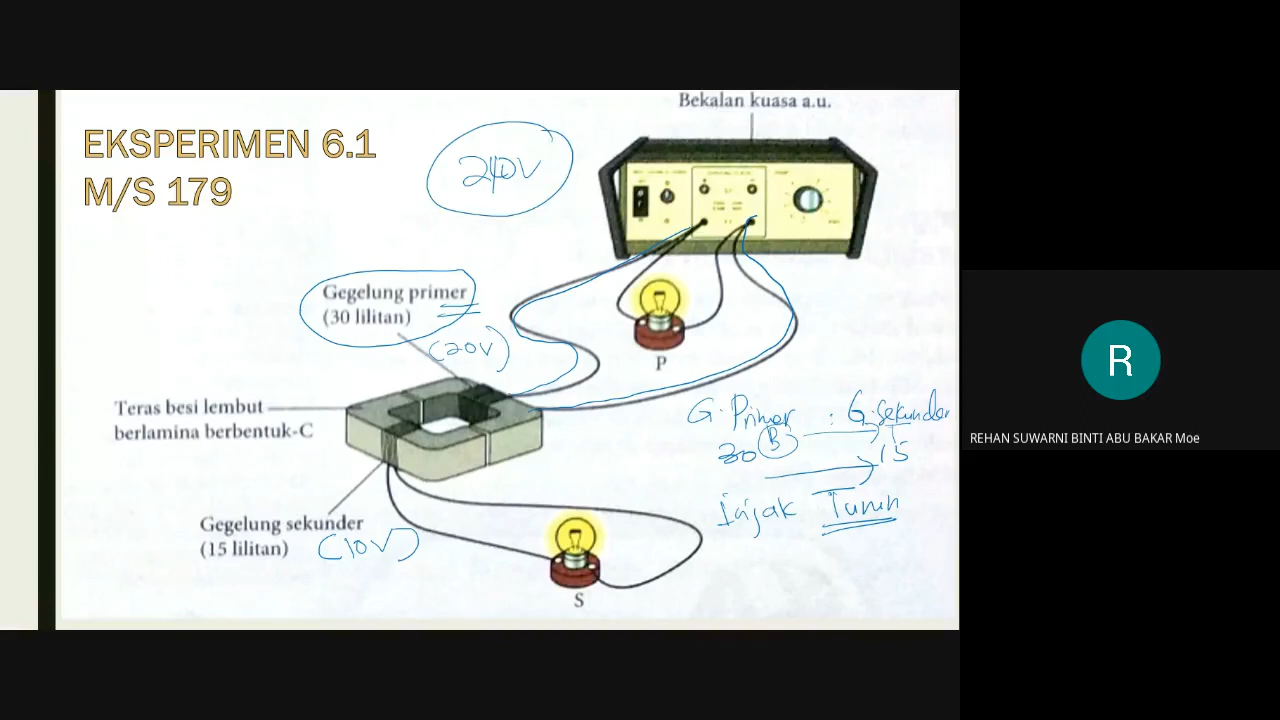 Bekalan kuasa a.u.
EKSPERIMEN 6.1
M/S 179
240V
Gegelung primer
(30 lilitan)
(20V)
P
Teras besi lembut
berlamina berbentuk-C
G. Primer : G. Sekunder
30 B T 15
Injak Turun
Gegelung sekunder
(15 lilitan) (10V)
S
R
REHAN SUWARNI BINTI ABU BAKAR Moe